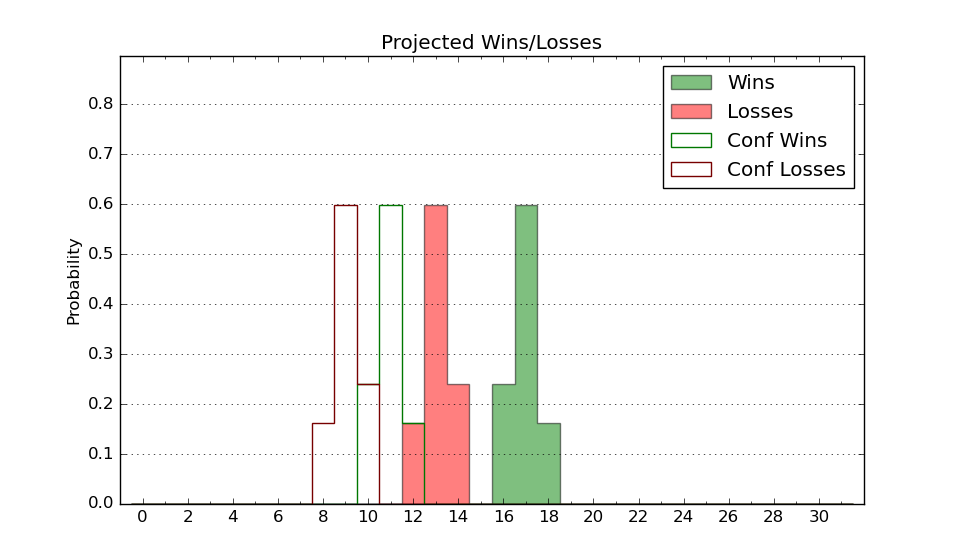 Projected Wins/Losses
Wins
Losses
Conf Wins
Conf Losses
Probability
0.8
0.7
0.6
0.5
0.4
0.3
0.2
0.1
0.0
0 2 4 6 8 10 12 14 16 18 20 22 24 26 28 30